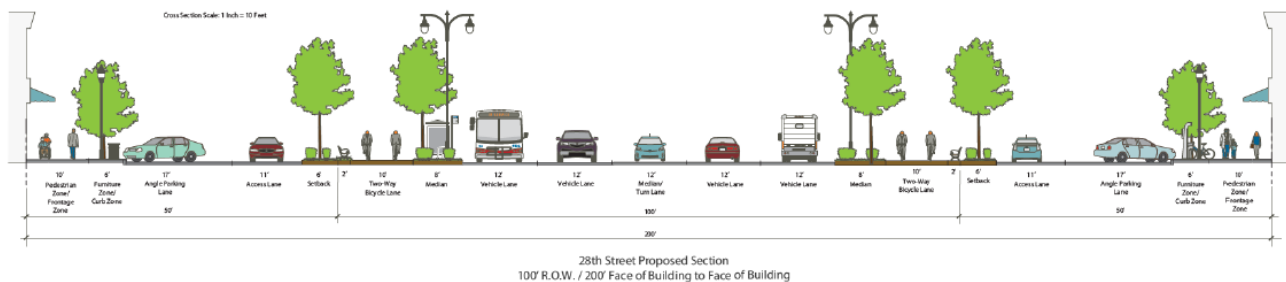 Cross Section Scale: 1 Inch = 10 Feet
10' 6' 17' 11' 6' 2' 10' 8' 12' 12' 12' 12' 12' 8' 10' 2' 6' 11' 17' 6' 10'
Pedestrian Zone/ Frontage Zone
Furniture Zone/ Curb Zone
Angle Parking Lane
Access Lane
Setback
Two-Way Bicycle Lane
Median
Vehicle Lane
Vehicle Lane
Median/ Turn Lane
Vehicle Lane
Vehicle Lane
Median
Two-Way Bicycle Lane
Setback
Access Lane
Angle Parking Lane
Furniture Zone/ Curb Zone
Pedestrian Zone/ Frontage Zone
50' 100' 50'
200'
28th Street Proposed Section
100' R.O.W. / 200' Face of Building to Face of Building